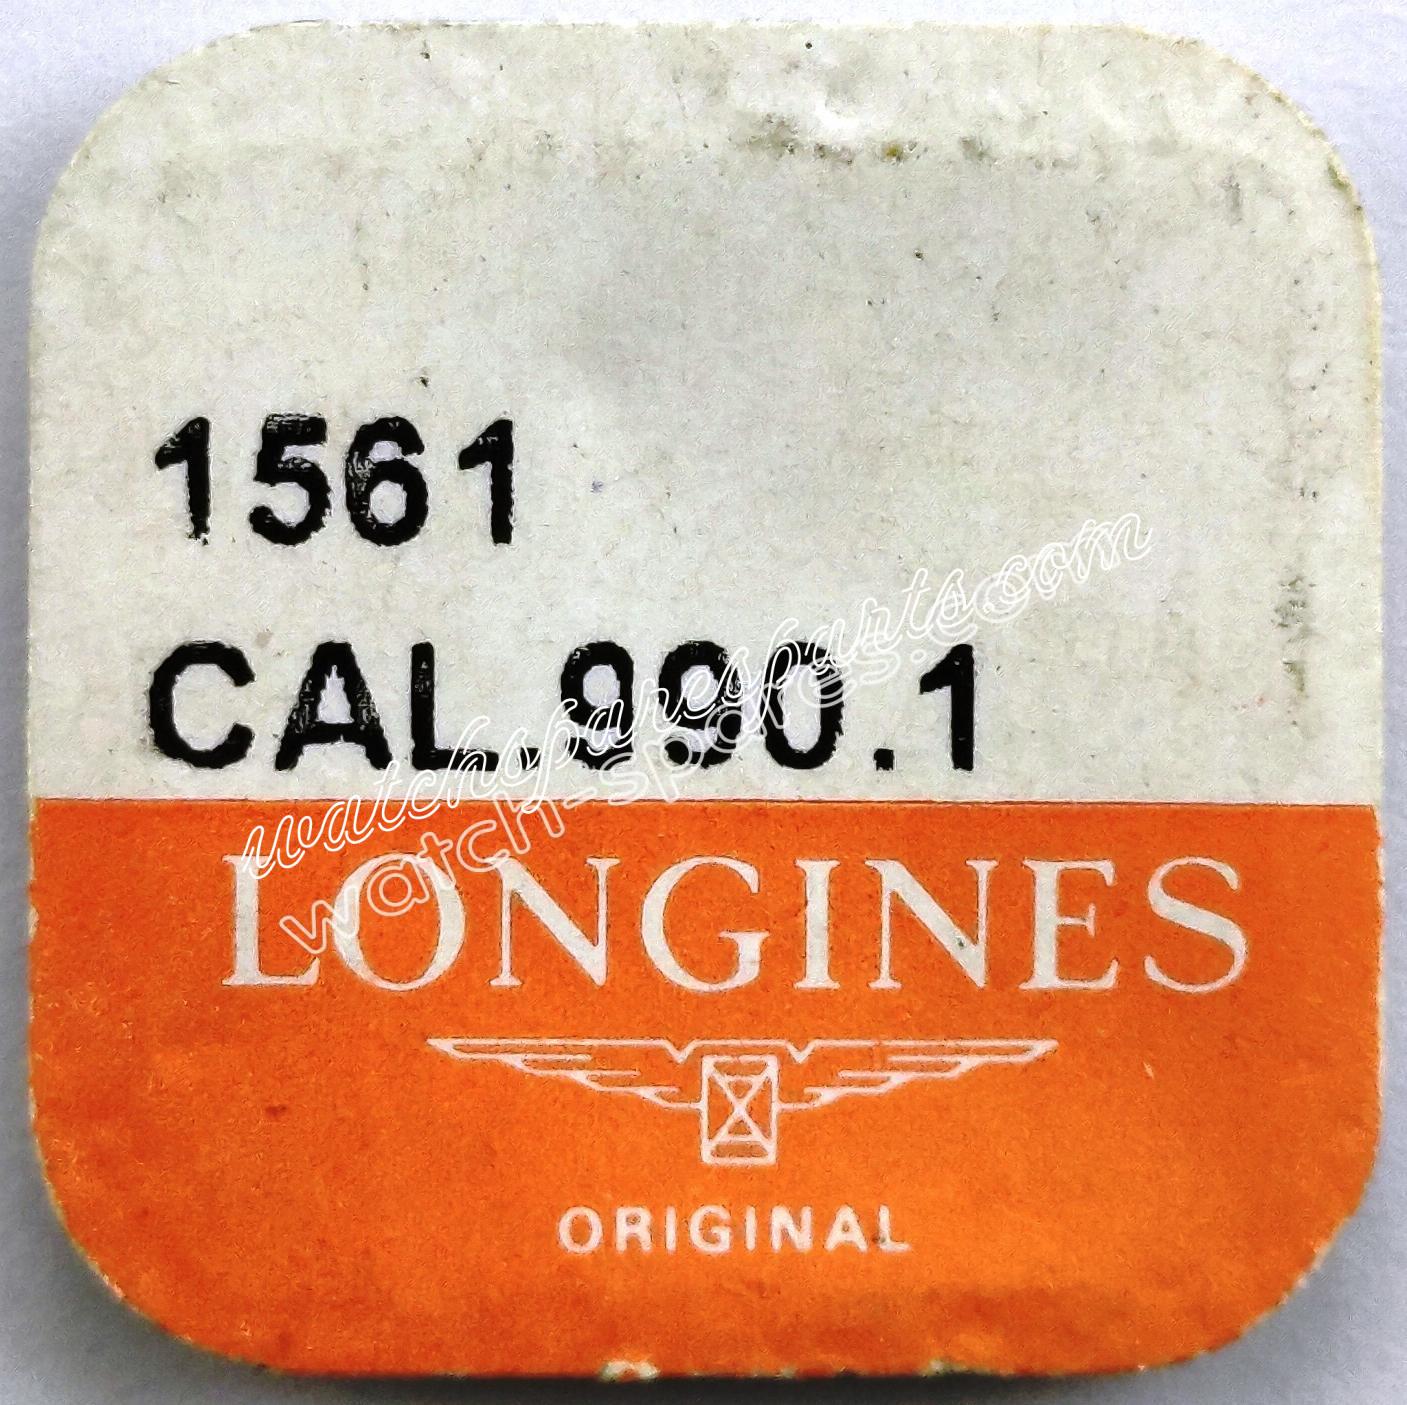 1561
CAL.990.1
watchsparesparts.com
watch-spares.com
LONGINES
ORIGINAL